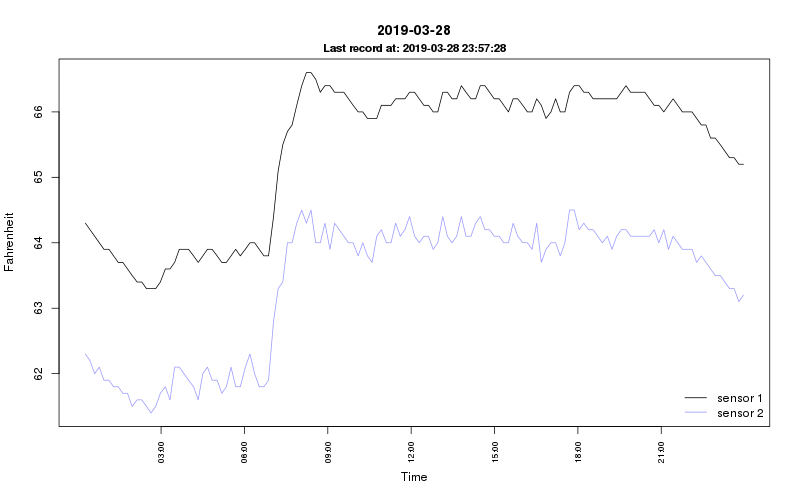 2019-03-28
Last record at: 2019-03-28 23:57:28
Fahrenheit
66
65
64
63
62
sensor 1
sensor 2
03:00
06:00
09:00
12:00
15:00
18:00
21:00
Time